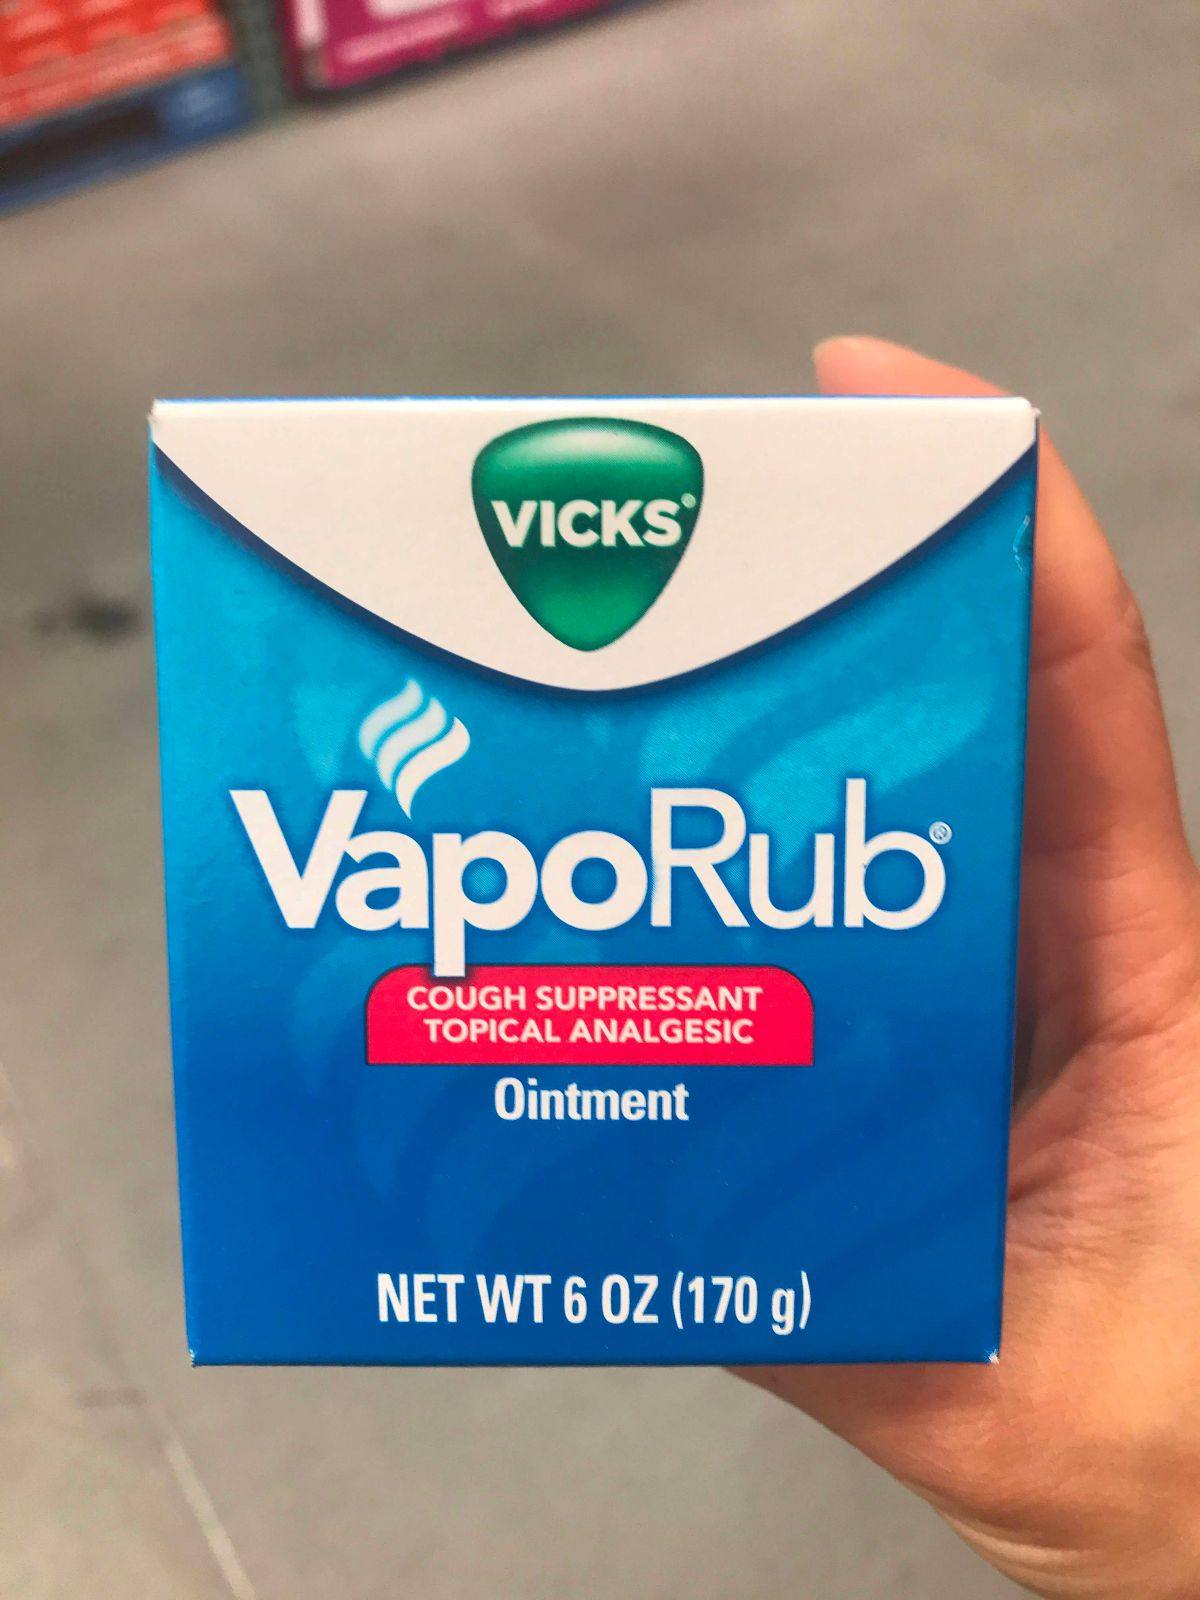 VICKS®
VapoRub®
COUGH SUPPRESSANT
TOPICAL ANALGESIC
Ointment
NET WT 6 OZ (170 g)